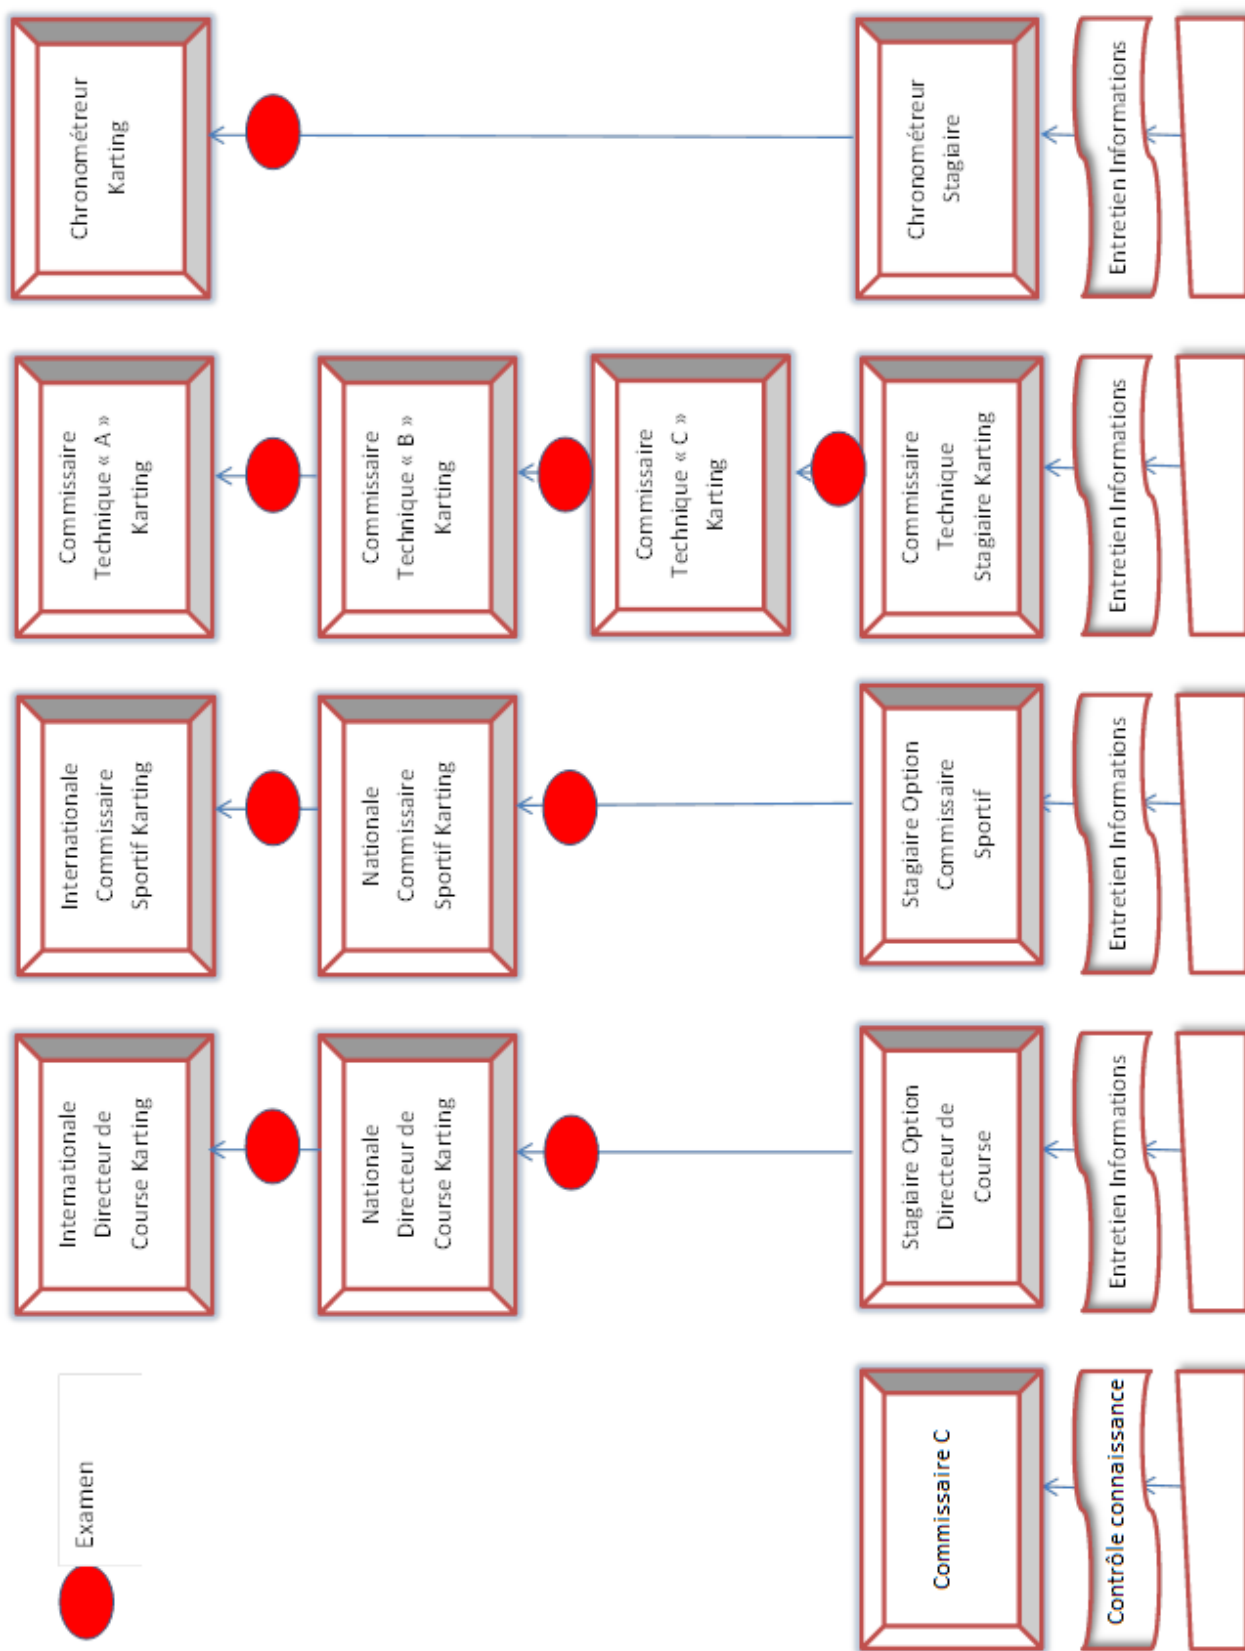 Examen
Internationale
Directeur de
Course Karting
Internationale
Commissaire
Sportif Karting
Commissaire
Technique « A »
Karting
Chronométreur
Karting
Nationale
Directeur de
Course Karting
Nationale
Commissaire
Sportif Karting
Commissaire
Technique « B »
Karting
Commissaire
Technique « C »
Karting
Commissaire C
Stagiaire Option
Directeur de
Course
Stagiaire Option
Commissaire
Sportif
Commissaire
Technique
Stagiaire Karting
Chronométreur
Stagiaire
Contrôle connaissance
Entretien Informations
Entretien Informations
Entretien Informations
Entretien Informations